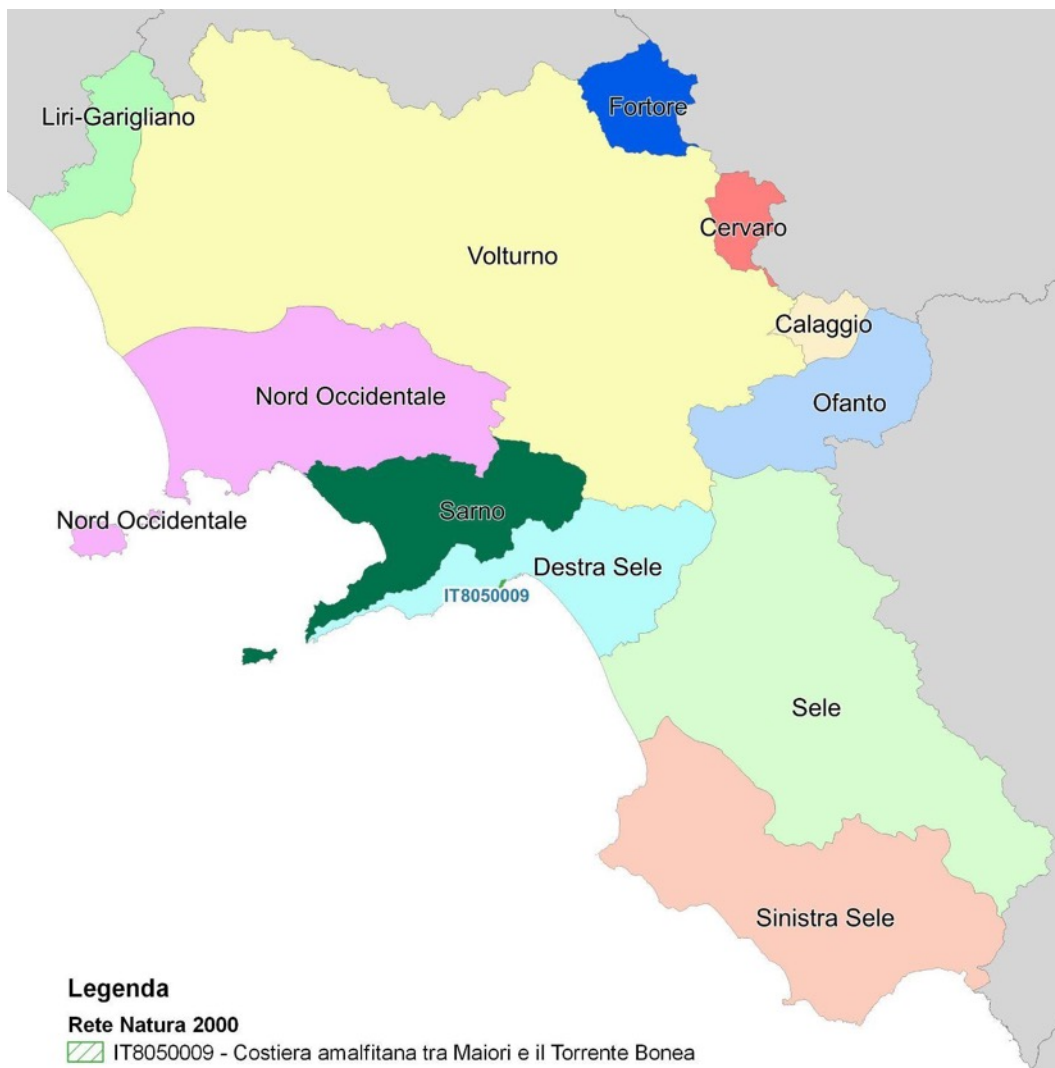 Liri-Garigliano
Fortore
Cervaro
Volturno
Calaggio
Nord Occidentale
Ofanto
Sarno
Nord Occidentale
Destra Sele
IT8050009
Sele
Sinistra Sele
Legenda
Rete Natura 2000
IT8050009 - Costiera amalfitana tra Maiori e il Torrente Bonea